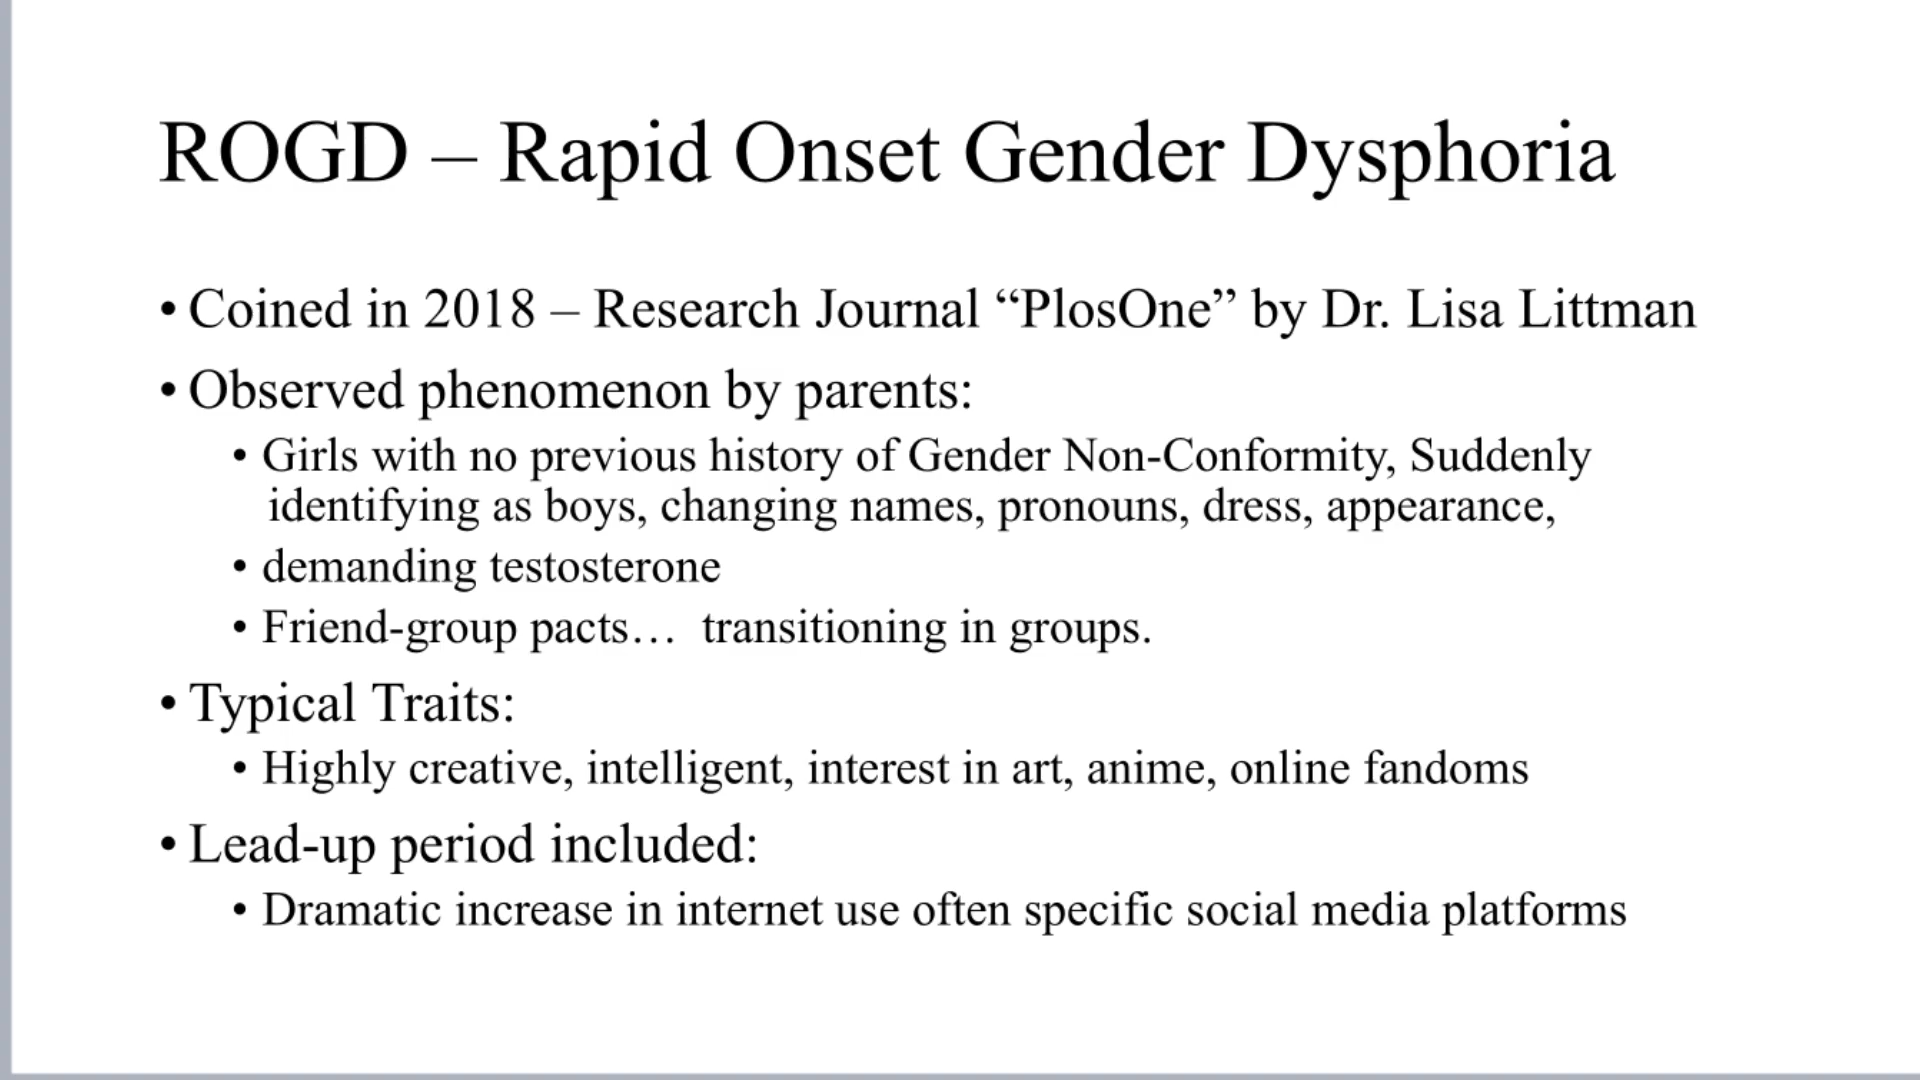 ROGD – Rapid Onset Gender Dysphoria
• Coined in 2018 – Research Journal “PlosOne” by Dr. Lisa Littman
• Observed phenomenon by parents:
• Girls with no previous history of Gender Non-Conformity, Suddenly
identifying as boys, changing names, pronouns, dress, appearance,
• demanding testosterone
• Friend-group pacts… transitioning in groups.
• Typical Traits:
• Highly creative, intelligent, interest in art, anime, online fandoms
• Lead-up period included:
• Dramatic increase in internet use often specific social media platforms